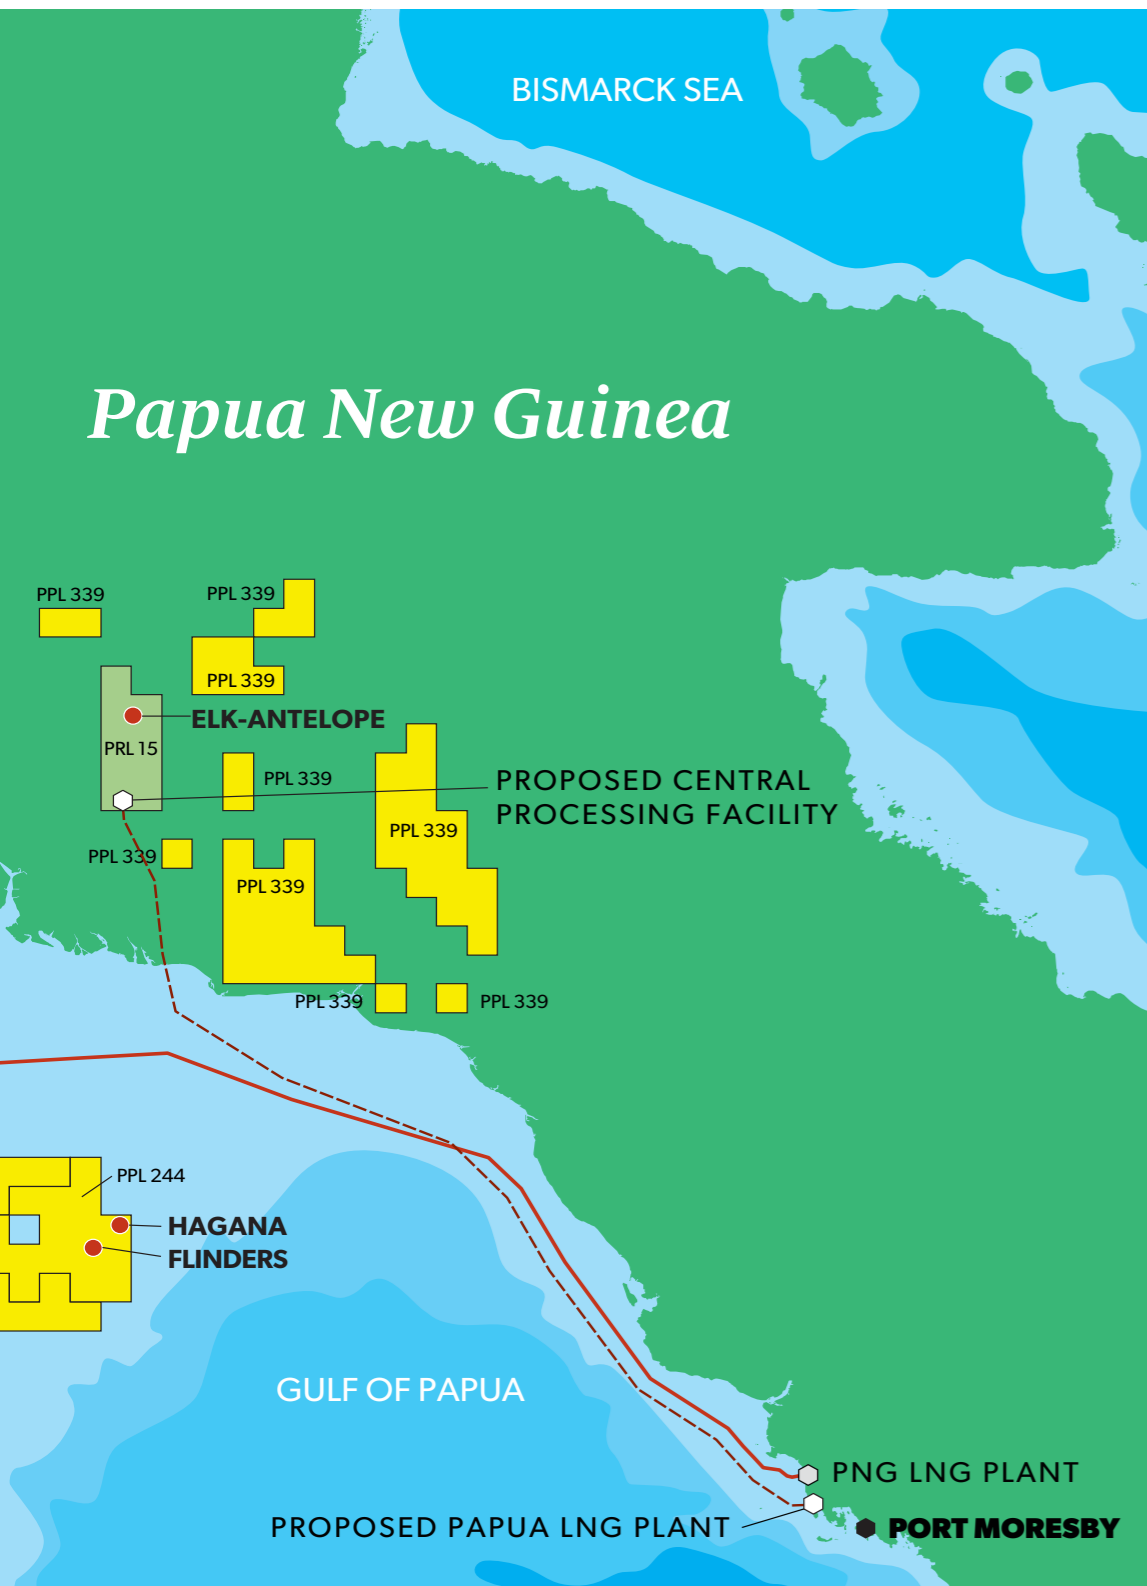 BISMARCK SEA
Papua New Guinea
PPL 339
PPL 339
PPL 339
ELK-ANTELOPE
PRL 15
PPL 339
PROPOSED CENTRAL
PROCESSING FACILITY
PPL 339
PPL 339
PPL 339
PPL 339
PPL 339
PPL 244
HAGANA
FLINDERS
GULF OF PAPUA
PNG LNG PLANT
PROPOSED PAPUA LNG PLANT
PORT MORESBY